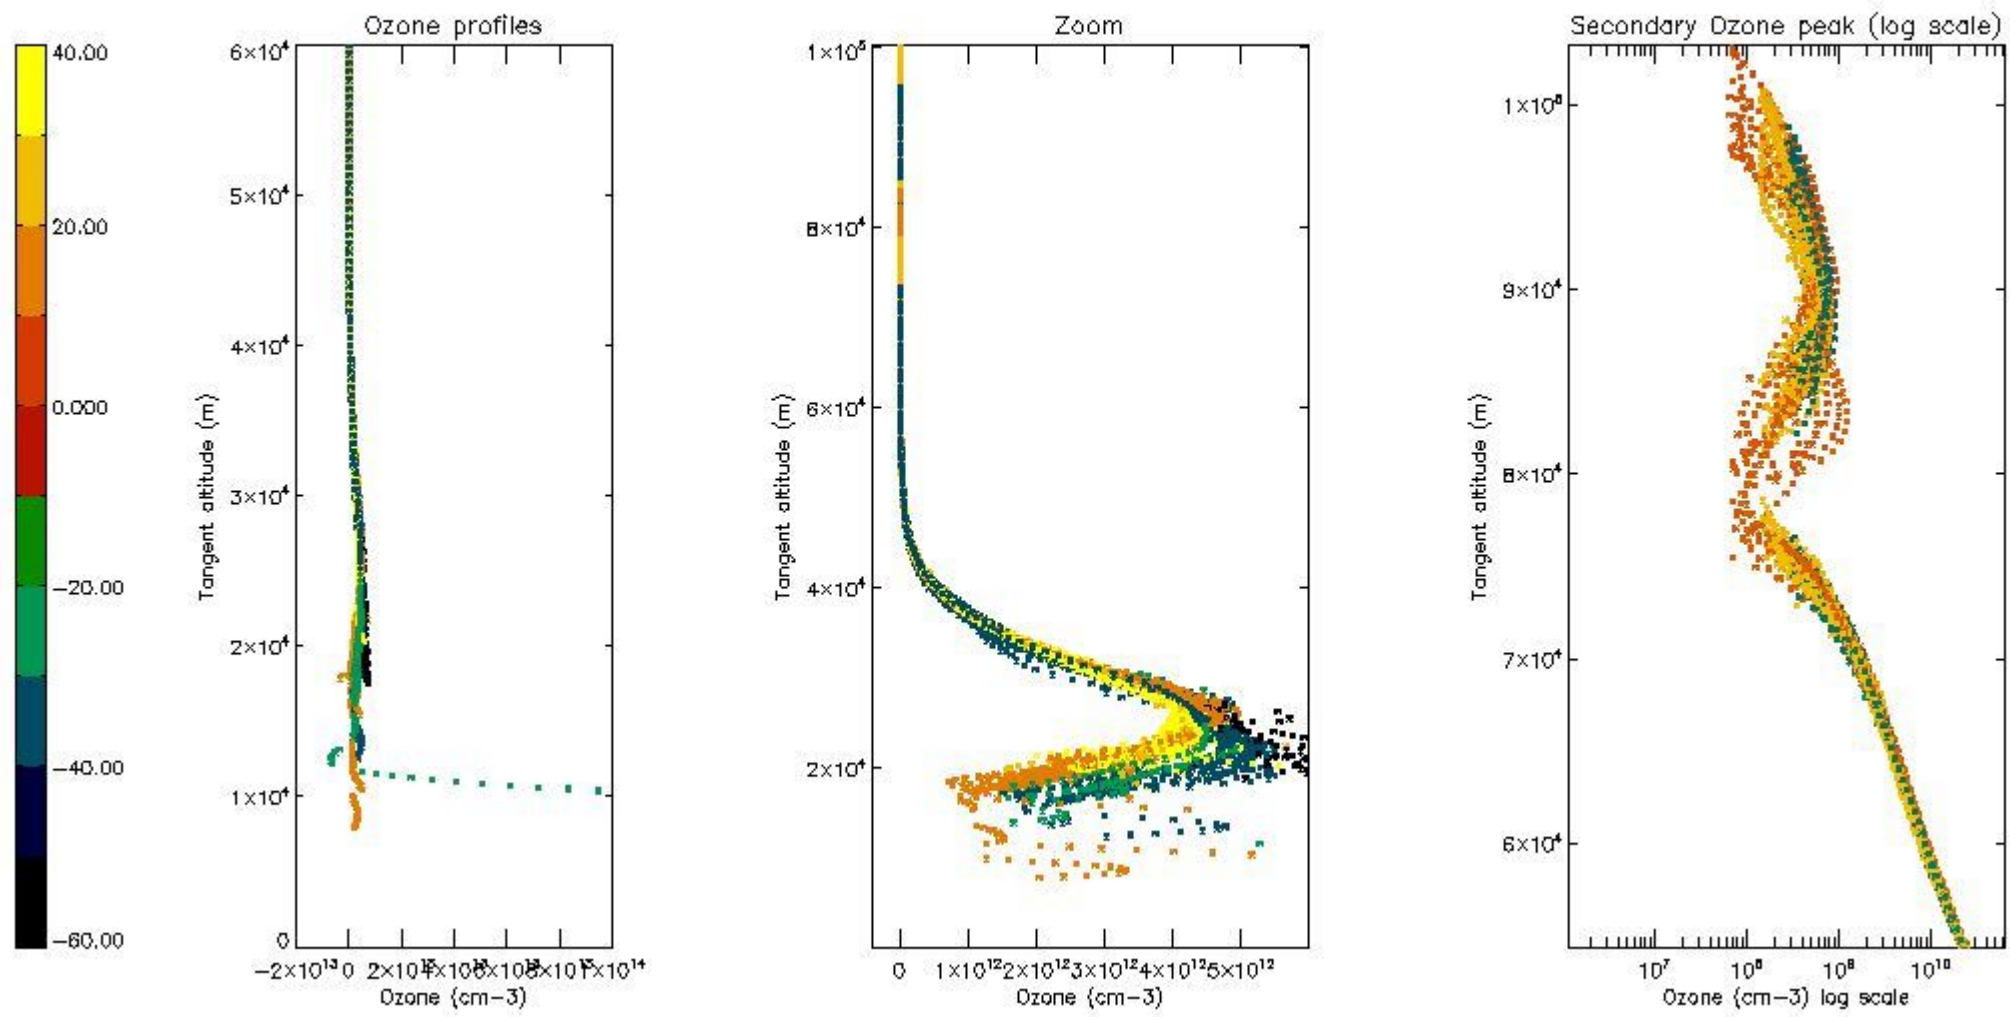 Ozone profiles
Zoom
Secondary Ozone peak (log scale)
40.00
20.00
0.000
−20.00
−40.00
−60.00
6×10⁴
5×10⁴
4×10⁴
3×10⁴
2×10⁴
1×10⁴
0
Tangent altitude (m)
−2×10¹³ 0
Ozone (cm−3)
1×10⁵
8×10⁴
6×10⁴
4×10⁴
2×10⁴
Tangent altitude (m)
0 1×10¹² 2×10¹² 3×10¹² 4×10¹² 5×10¹²
Ozone (cm−3)
9×10⁴
8×10⁴
7×10⁴
6×10⁴
Tangent altitude (m)
10⁷ 10⁹ 10¹⁰
Ozone (cm−3) log scale